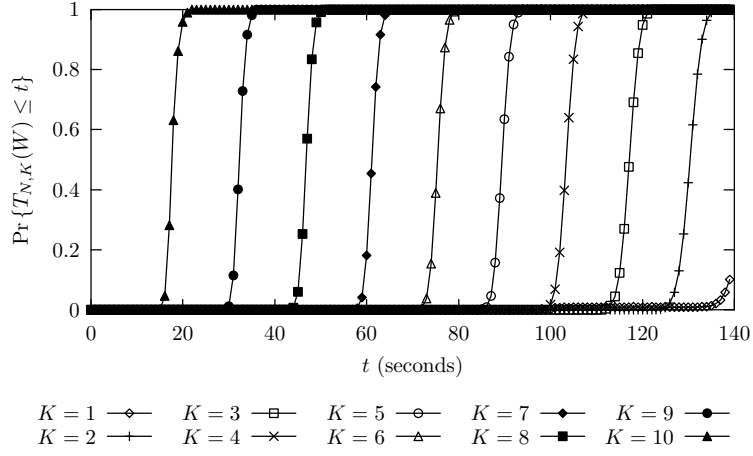 1
0.8
0.6
0.4
0.2
0
Pr {T_{N,K}(W) ≤ t}
0 20 40 60 80 100 120 140
t (seconds)
K = 1 K = 3 K = 5 K = 7 K = 9
K = 2 K = 4 K = 6 K = 8 K = 10